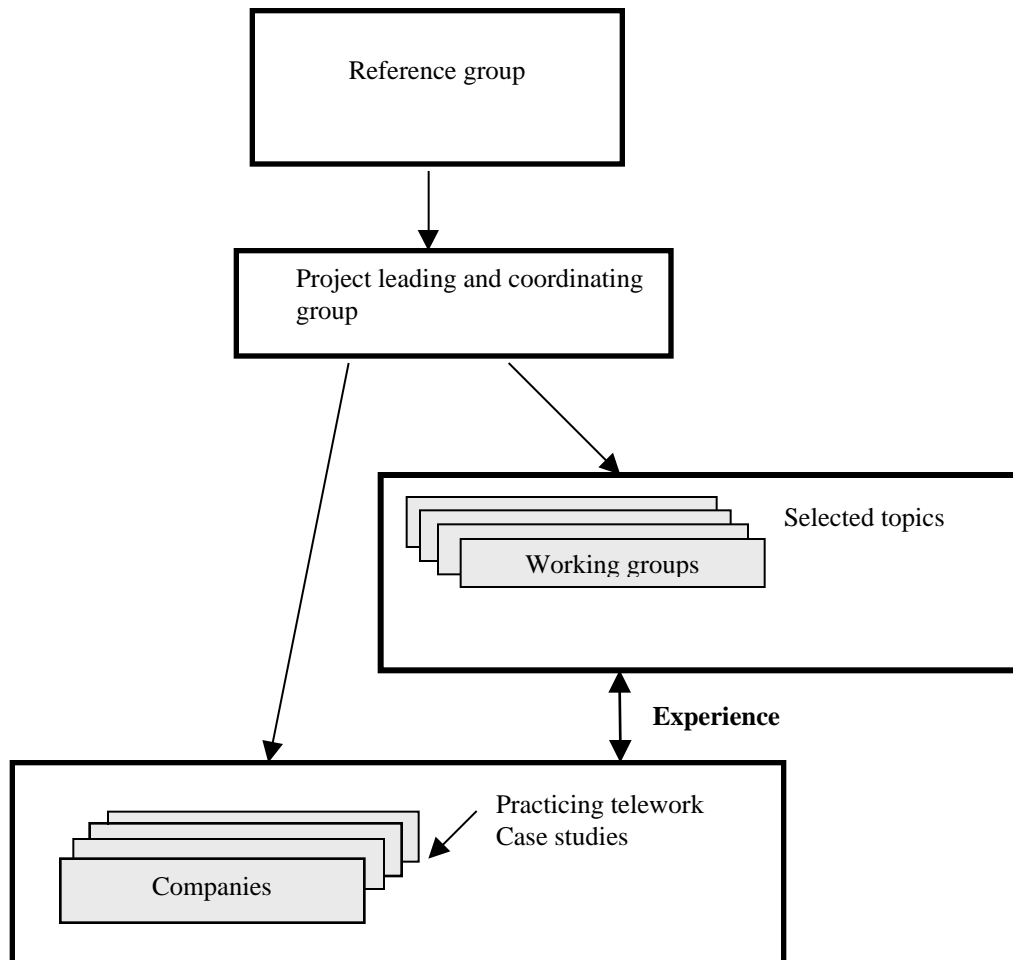 Reference group
Project leading and coordinating
group
Selected topics
Working groups
Experience
Practicing telework
Case studies
Companies